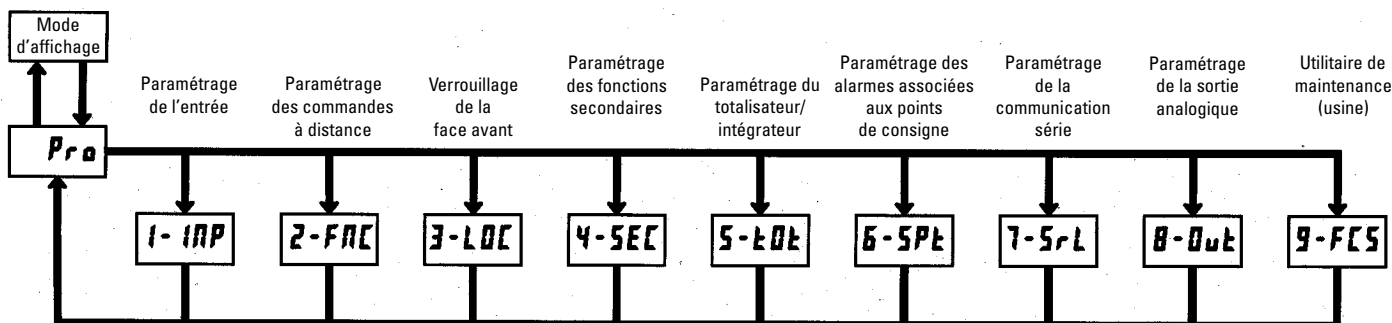 Mode
d'affichage
Paramétrage
de l'entrée
Paramétrage
des commandes
à distance
Verrouillage
de la
face avant
Paramétrage
des fonctions
secondaires
Paramétrage du
totalisateur/
intégrateur
Paramétrage des
alarmes associées
aux points
de consigne
Paramétrage
de la
communication
série
Paramétrage
de la sortie
analogique
Utilitaire de
maintenance
(usine)
Pro
1-INP
2-FNC
3-LOC
4-SEC
5-tOt
6-SPt
7-SrL
8-Out
9-FCS